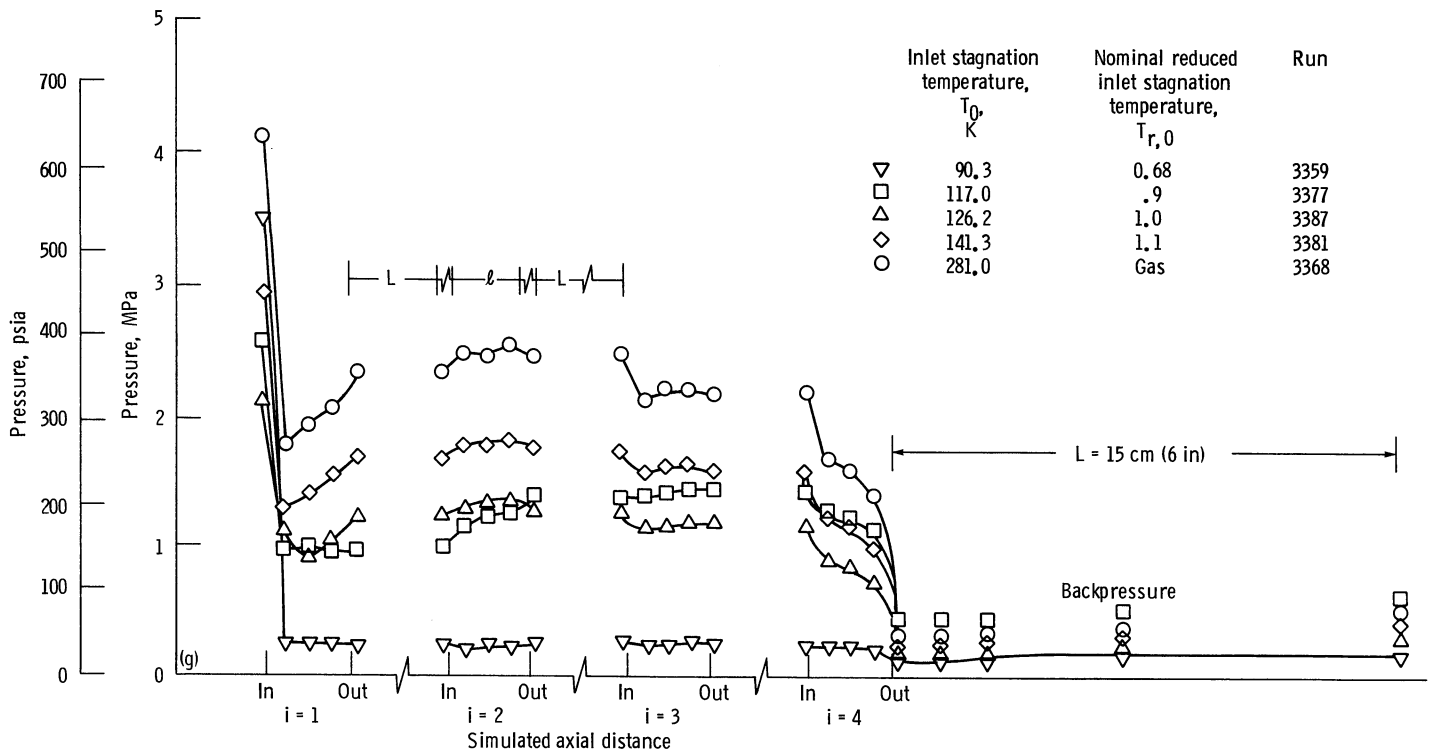 Inlet stagnation temperature, T0, K
Nominal reduced inlet stagnation temperature, Tr,0
Run
90.3 0.68 3359
117.0 .9 3377
126.2 1.0 3387
141.3 1.1 3381
281.0 Gas 3368
Pressure, psia
700
600
500
400
300
200
100
0
Pressure, MPa
5
4
3
2
1
0
(g)
L ℓ L
L = 15 cm (6 in)
Backpressure
In Out In Out In Out In Out
i = 1 i = 2 i = 3 i = 4
Simulated axial distance